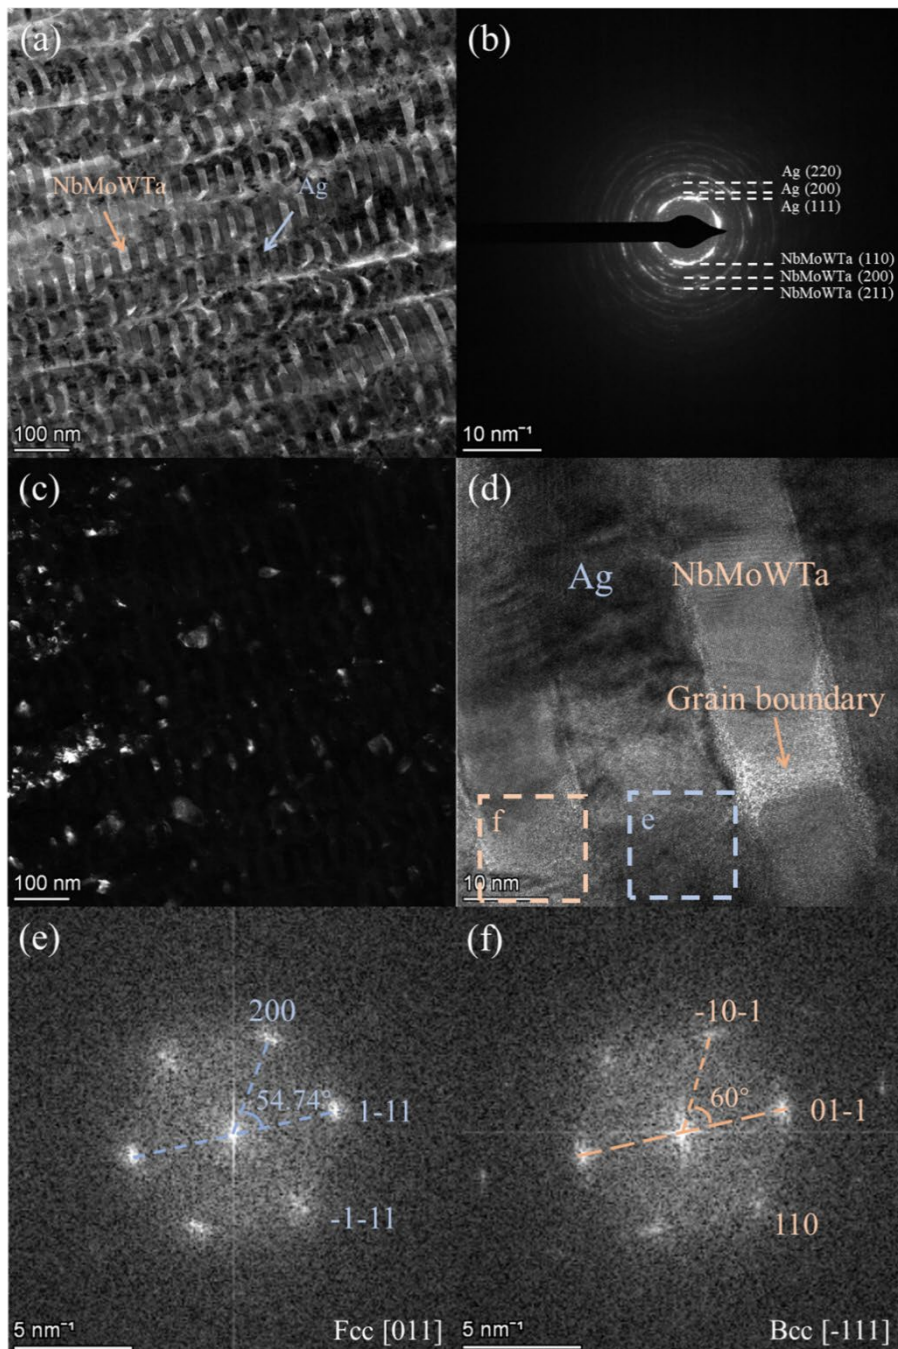 (a)
NbMoWTa
Ag
100 nm
(b)
Ag (220)
Ag (200)
Ag (111)
NbMoWTa (110)
NbMoWTa (200)
NbMoWTa (211)
10 nm⁻¹
(c)
100 nm
(d)
Ag
NbMoWTa
Grain boundary
f
e
10 nm
(e)
200
54.74°
1-11
-1-11
5 nm⁻¹
Fcc [011]
(f)
-10-1
60°
01-1
110
5 nm⁻¹
Bcc [-111]